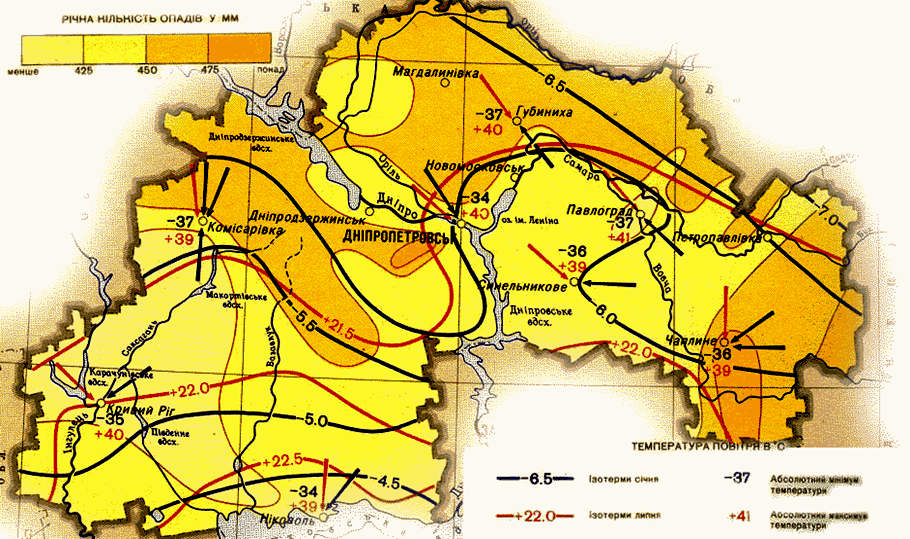 РІЧНА КІЛЬКІСТЬ ОПАДІВ У ММ
менше 425 450 475 понад
К А
Оріль
-6.5
Магдалинівка
-37
+40
Губиниха
Дніпродзержинське
вдсх.
Оріль
Новомосковськ
Самара
-34
+40
Дніпро
оз. ім. Леніна
Павлоград
-37
+41
-7.0
-37
+39
Комісарівка
Дніпродзержинськ
ДНІПРОПЕТРОВСЬК
Петропавлівка
-36
+39
Синельникове
Вовча
Макортівське
вдсх.
-5.5
+21.5
Дніпровське
вдсх.
-6.0
+22.0
Чаплине
-36
+39
Саксагань
Базавлук
Карачунівське
вдсх.
+22.0
Кривий Ріг
-35
+40
Інгулець
Південне
вдсх.
-5.0
+22.5
-4.5
-34
+39
Нікополь
ТЕМПЕРАТУРА ПОВІТРЯ В °С
-6.5 Ізотерми січня
-37 Абсолютний мінімум
температури
+22.0 Ізотерми липня
+41 Абсолютний максимум
температури